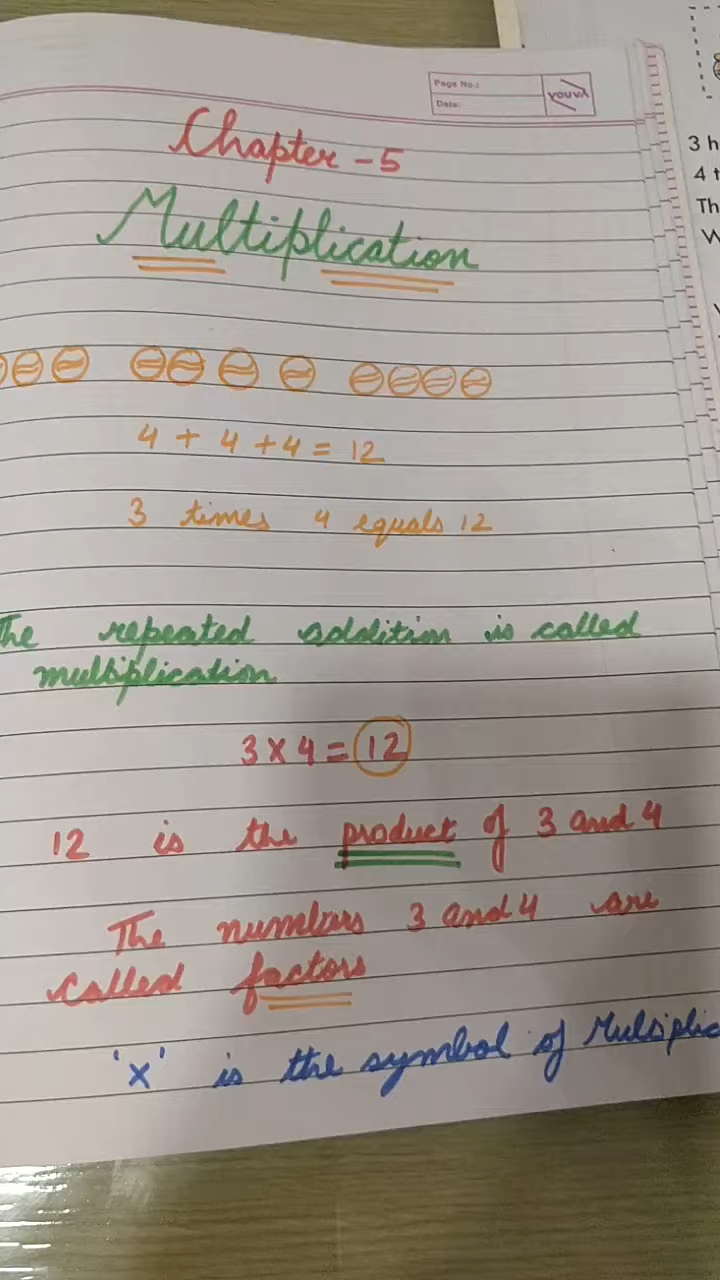 Page No.:
Date:
YOUVA
Chapter - 5
Multiplication
4 + 4 + 4 = 12
3 times 4 equals 12
The repeated addition is called
multiplication
3 x 4 = 12
12 is the product of 3 and 4
The numbers 3 and 4 are
called factors
'x' is the symbol of Multiplic
3 h
4 t
Th
W